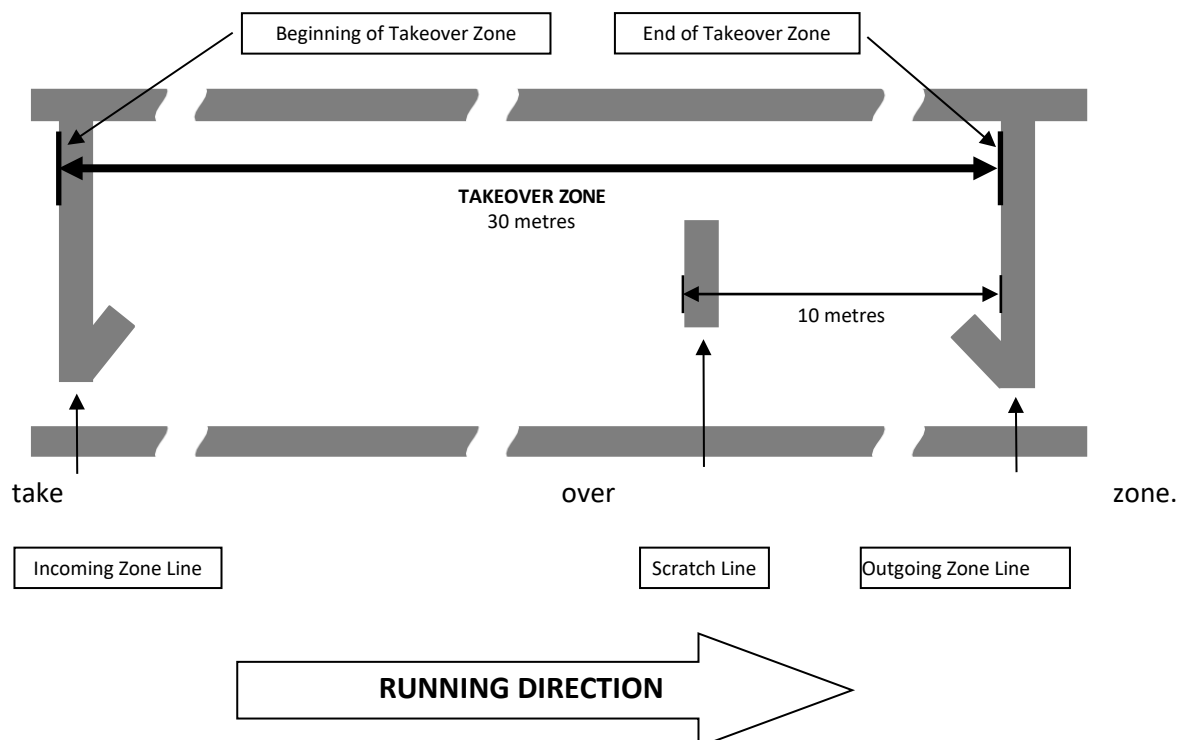 Beginning of Takeover Zone
End of Takeover Zone
TAKEOVER ZONE
30 metres
10 metres
take over zone.
Incoming Zone Line
Scratch Line
Outgoing Zone Line
RUNNING DIRECTION